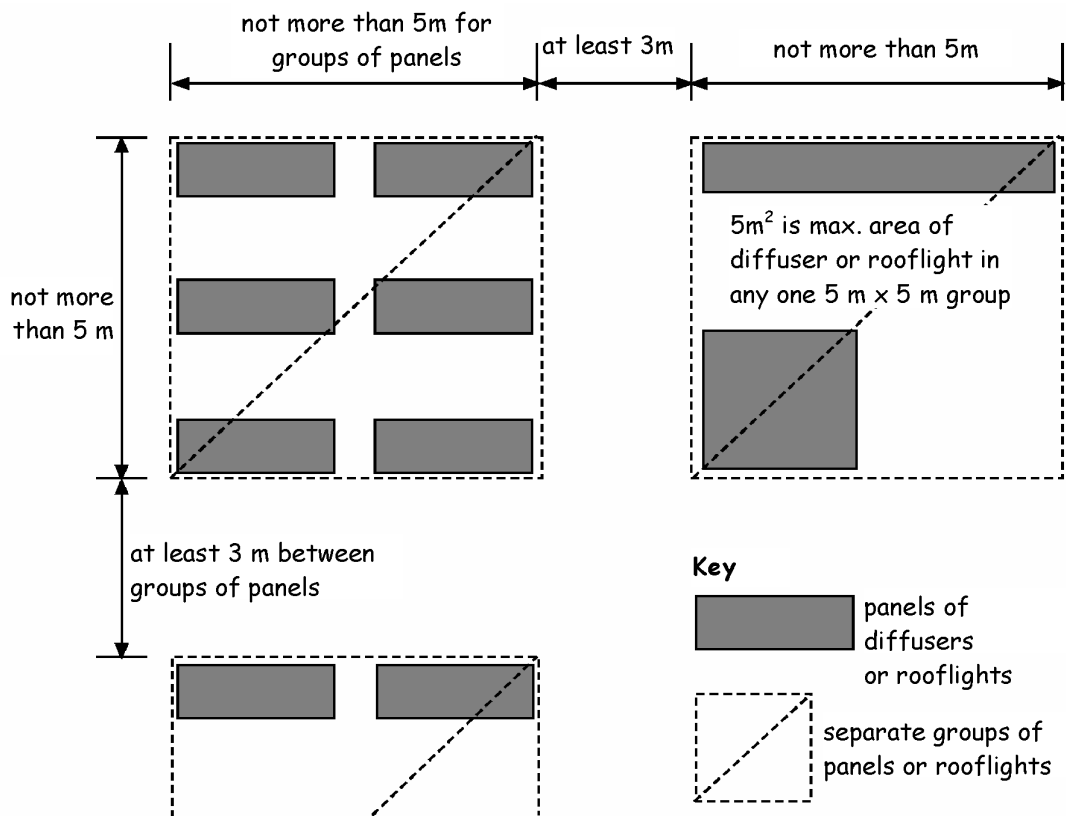 not more than 5m for
groups of panels
at least 3m
not more than 5m
not more
than 5 m
5m² is max. area of
diffuser or rooflight in
any one 5 m x 5 m group
at least 3 m between
groups of panels
Key
panels of
diffusers
or rooflights
separate groups of
panels or rooflights